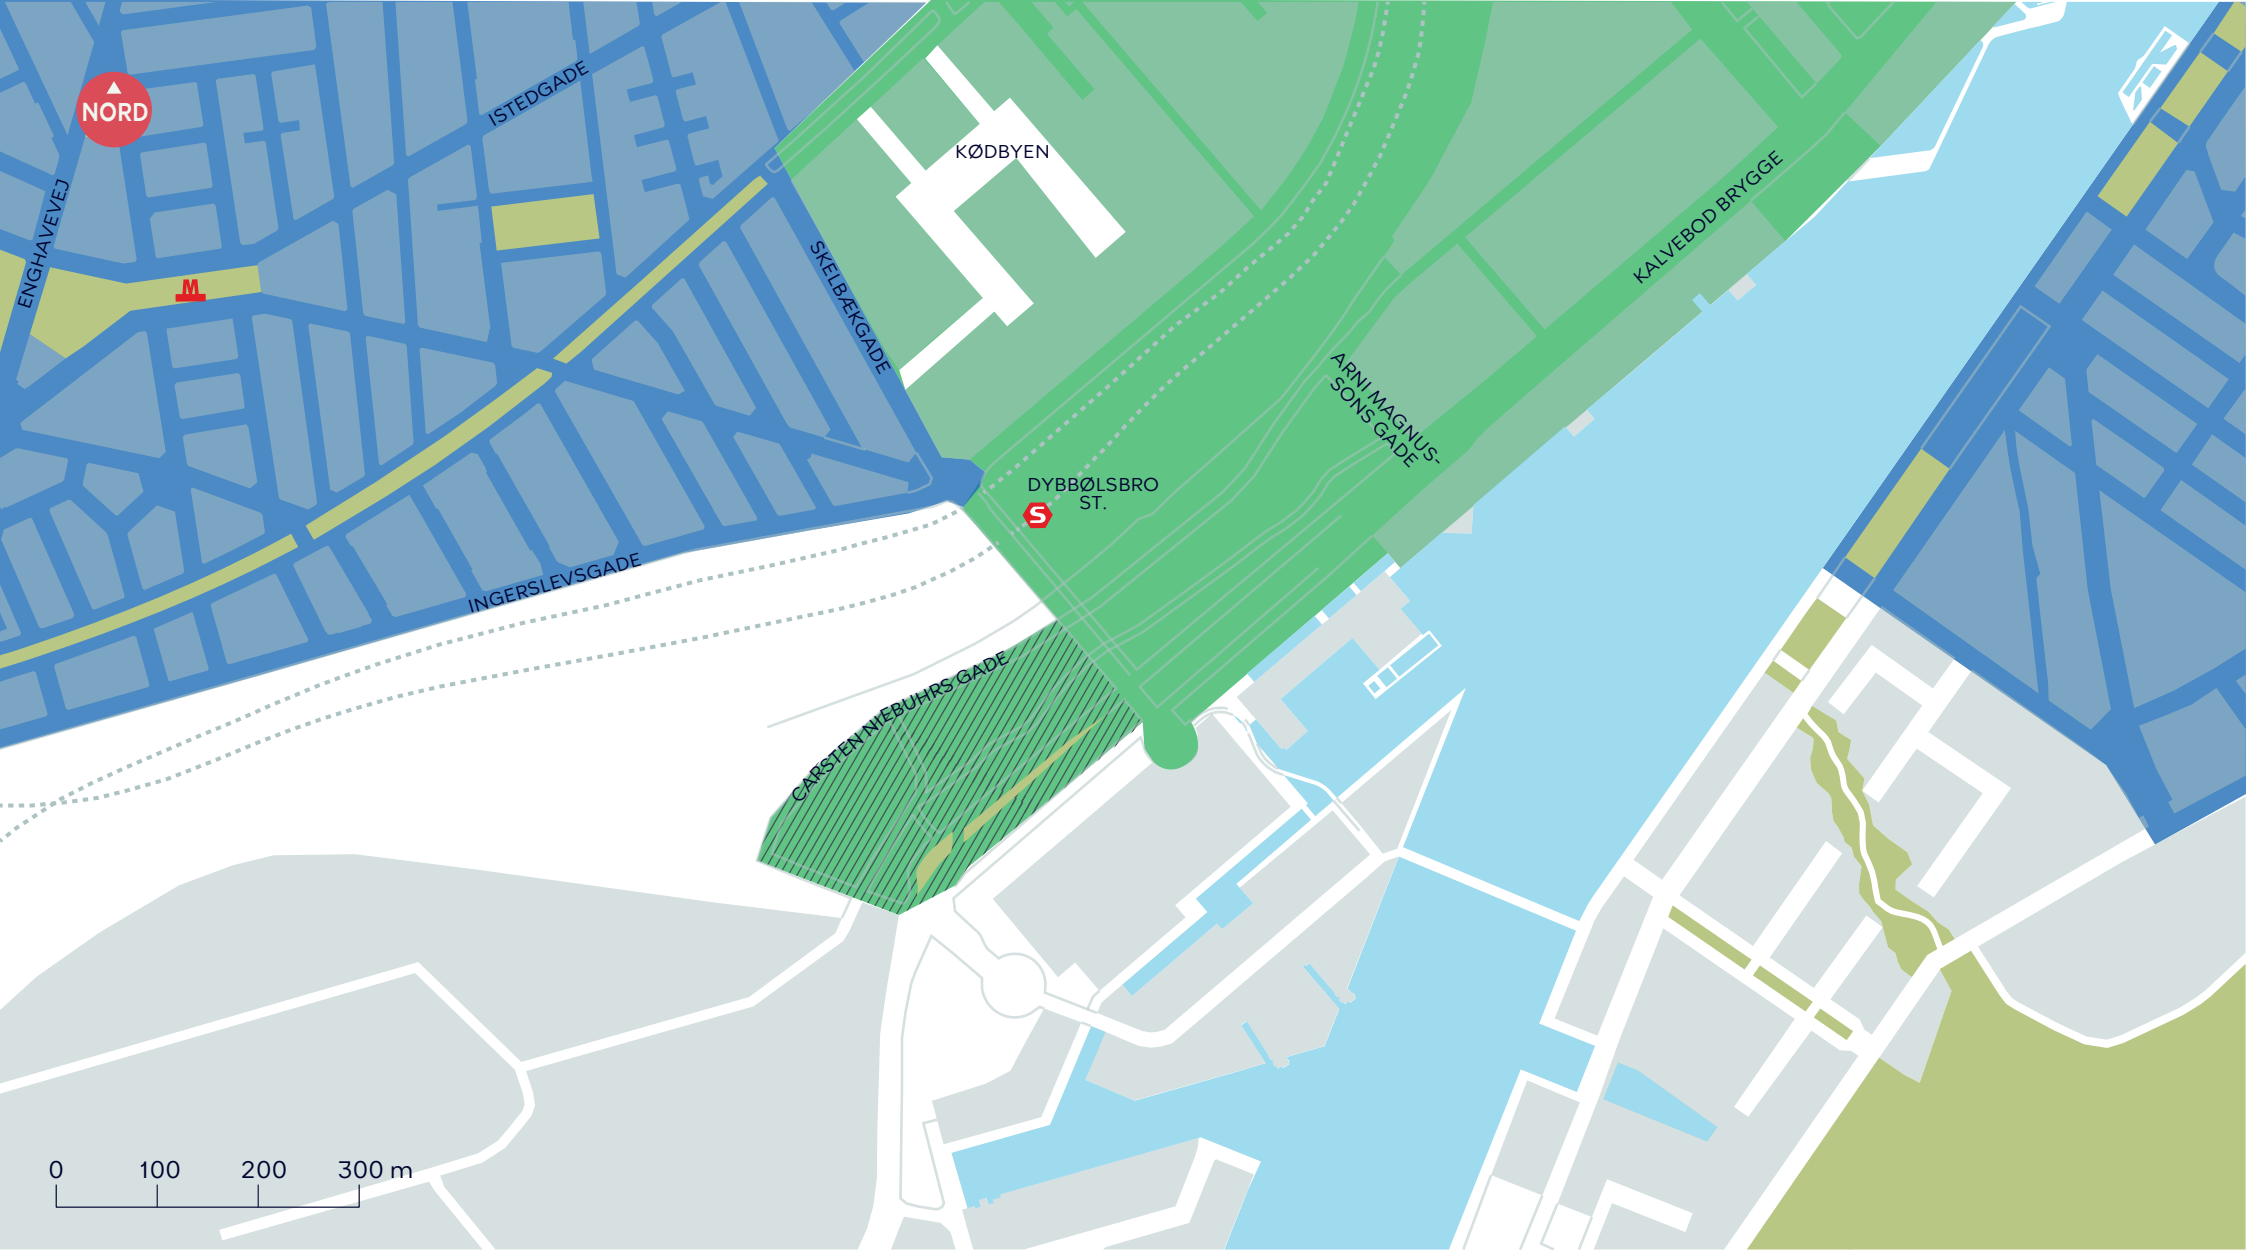 NORD
ISTEDGADE
KØDBYEN
ENGHAVEVEJ
M
SKELBÆKGADE
KALVEBOD BRYGGE
ARNI MAGNUS-
SONS GADE
DYBBØLSBRO
ST.
S
INGERSLEVSGADE
CARSTEN NIEBUHRS GADE
0 100 200 300 m